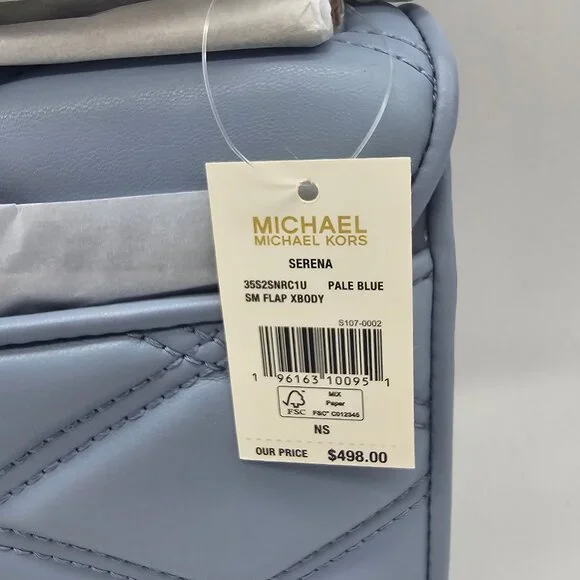 MICHAEL
MICHAEL KORS
SERENA
35S2SNRC1U PALE BLUE
SM FLAP XBODY
S107-0002
1 96163 10095 1
FSC
MIX
Paper
FSC® C012345
NS
OUR PRICE $498.00